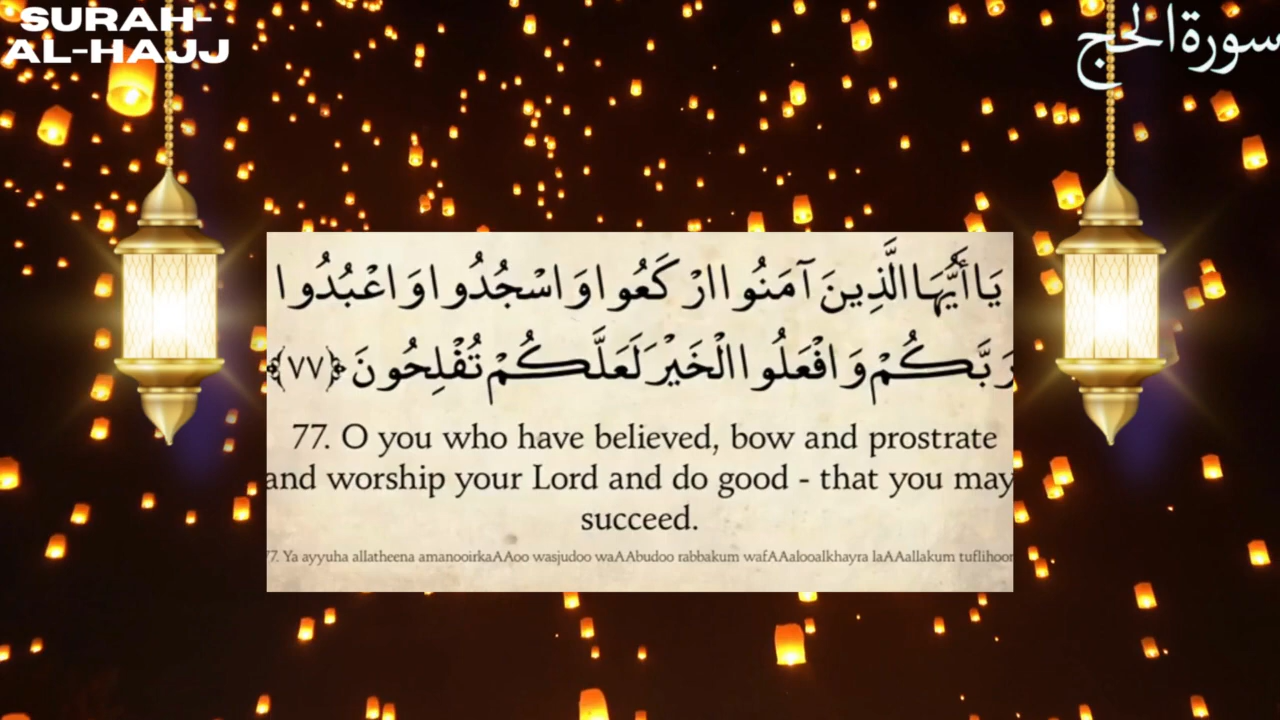 SURAH-
AL-HAJJ
سورة الحج
يَا أَيُّهَا الَّذِينَ آمَنُوا ارْكَعُوا وَاسْجُدُوا وَاعْبُدُوا
رَبَّكُمْ وَافْعَلُوا الْخَيْرَ لَعَلَّكُمْ تُفْلِحُونَ ﴿٧٧﴾
77. O you who have believed, bow and prostrate
and worship your Lord and do good - that you may
succeed.
77. Ya ayyuha allatheena amanooirkaAAoo wasjudoo waAAbudoo rabbakum wafAAalooalkhayra laAAallakum tuflihoon